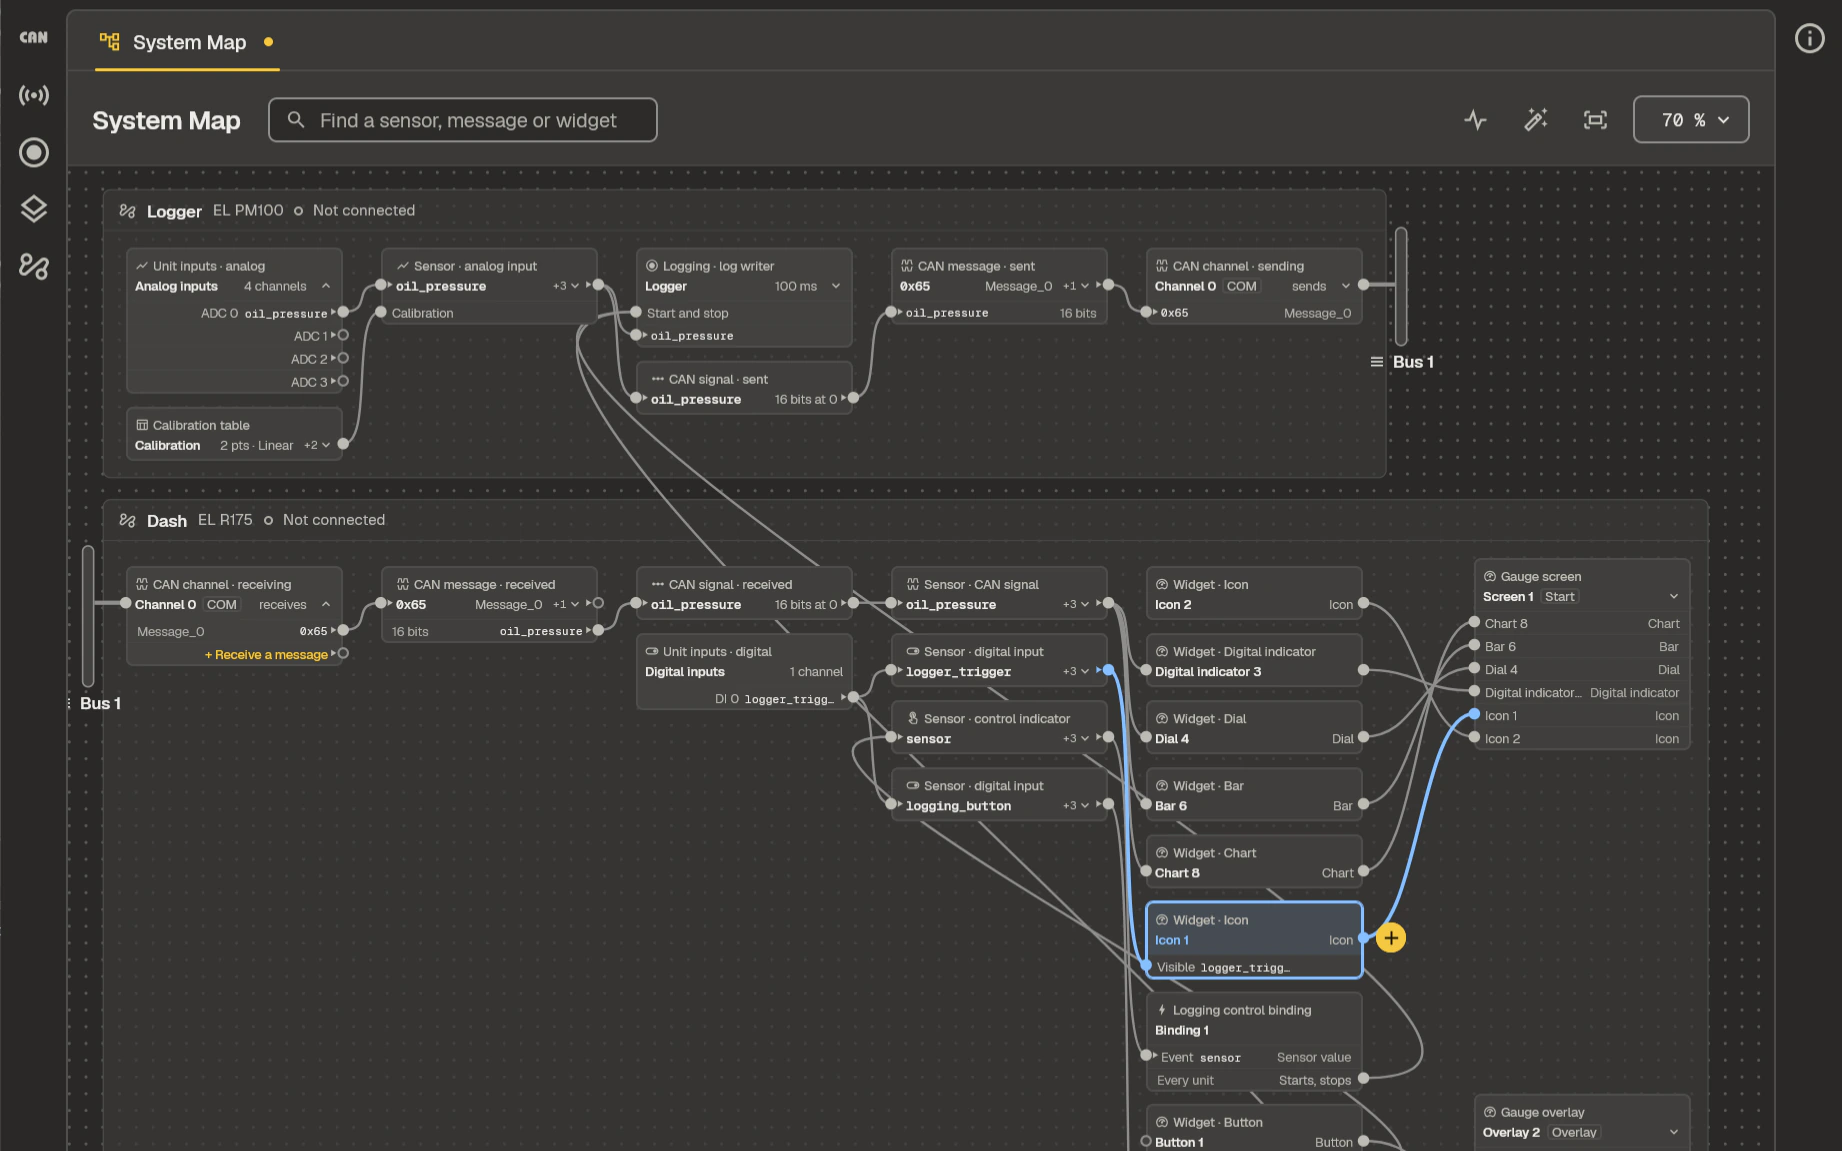 CAN
System Map
System Map
Find a sensor, message or widget
70 %
Logger EL PM100 Not connected
Unit inputs · analog
Analog inputs 4 channels
ADC 0 oil_pressure
ADC 1
ADC 2
ADC 3
Calibration table
Calibration 2 pts · Linear +2
Sensor · analog input
oil_pressure +3
Calibration
Logging · log writer
Logger 100 ms
Start and stop
oil_pressure
CAN signal · sent
oil_pressure 16 bits at 0
CAN message · sent
0x65 Message_0 +1
oil_pressure 16 bits
CAN channel · sending
Channel 0 COM sends
0x65 Message_0
Bus 1
Dash EL R175 Not connected
Bus 1
CAN channel · receiving
Channel 0 COM receives
Message_0 0x65
+ Receive a message
CAN message · received
0x65 Message_0 +1
16 bits oil_pressure
CAN signal · received
oil_pressure 16 bits at 0
Unit inputs · digital
Digital inputs 1 channel
DI 0 logger_trigg…
Sensor · CAN signal
oil_pressure +3
Sensor · digital input
logger_trigger +3
Sensor · control indicator
sensor +3
Sensor · digital input
logging_button +3
Widget · Icon
Icon 2 Icon
Widget · Digital indicator
Digital indicator 3
Widget · Dial
Dial 4 Dial
Widget · Bar
Bar 6 Bar
Widget · Chart
Chart 8 Chart
Widget · Icon
Icon 1 Icon
Visible logger_trigg…
Logging control binding
Binding 1
Event sensor Sensor value
Every unit Starts, stops
Widget · Button
Button 1 Button
Gauge screen
Screen 1 Start
Chart 8 Chart
Bar 6 Bar
Dial 4 Dial
Digital indicator… Digital indicator
Icon 1 Icon
Icon 2 Icon
Gauge overlay
Overlay 2 Overlay